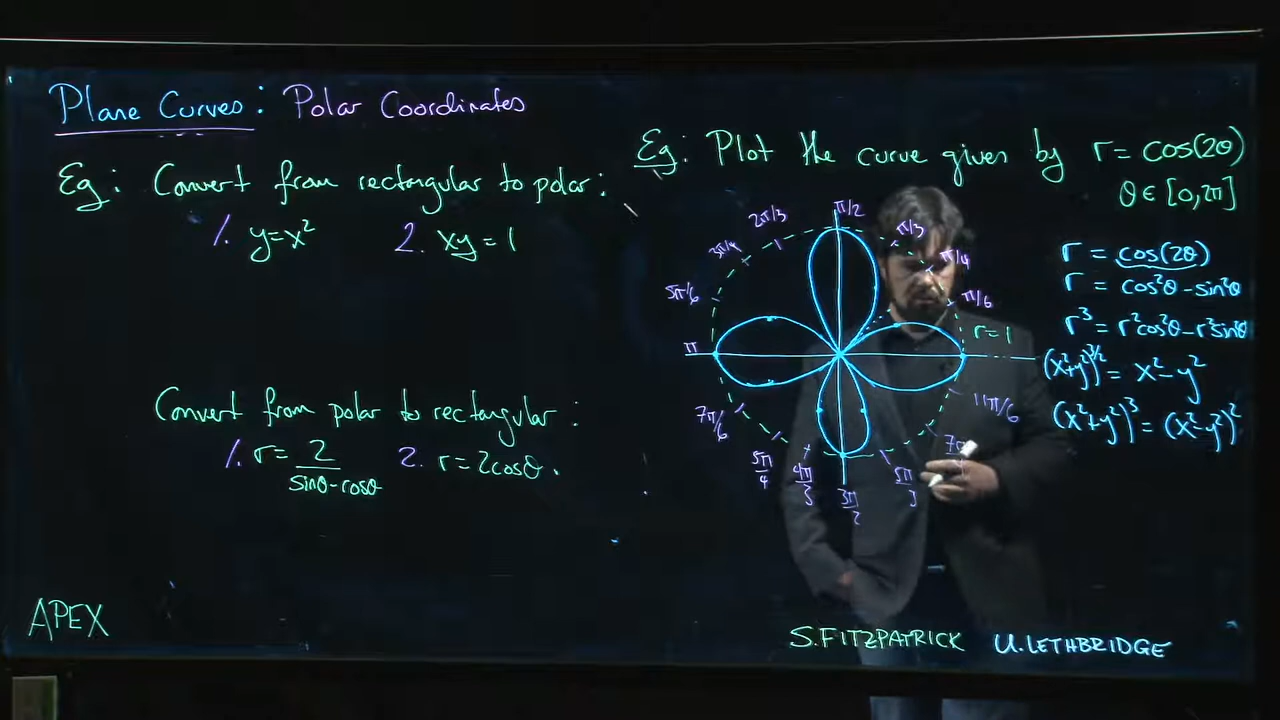 Plane Curves: Polar Coordinates
Eg: Convert from rectangular to polar:
1. y=x² 2. xy=1
Convert from polar to rectangular:
1. r= 2/(sinθ-cosθ) 2. r=2cosθ.
APEX
Eg: Plot the curve given by r= cos(2θ)
θ∈[0,2π]
π/2
2π/3 π/3
3π/4 π/4
5π/6 π/6
r=1
π
7π/6 11π/6
5π/4 4π/3 3π/2 5π/3
r = cos(2θ)
r = cos²θ-sin²θ
r³ = r²cos²θ-r²sin²θ
(x²+y²)^3/2 = x²-y²
(x²+y²)³ = (x²-y²)²
S.FITZPATRICK U.LETHBRIDGE